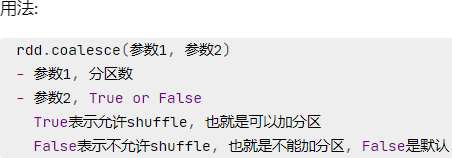 用法:
rdd.coalesce(参数1, 参数2)
- 参数1, 分区数
- 参数2, True or False
True表示允许shuffle, 也就是可以加分区
False表示不允许shuffle, 也就是不能加分区, False是默认